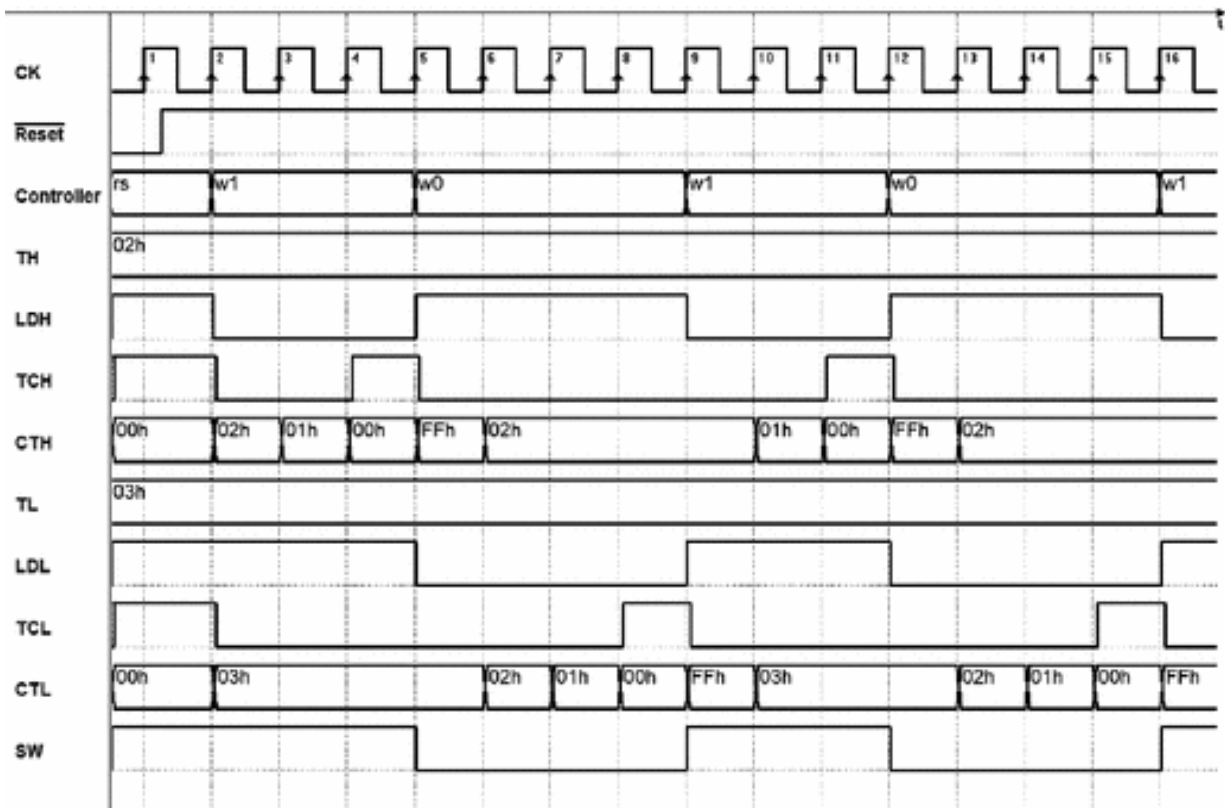 t
CK 1 2 3 4 5 6 7 8 9 10 11 12 13 14 15 16
Reset
Controller rs w1 w0 w1 w0 w1
TH 02h
LDH
TCH
CTH 00h 02h 01h 00h FFh 02h 01h 00h FFh 02h
TL 03h
LDL
TCL
CTL 00h 03h 02h 01h 00h FFh 03h 02h 01h 00h FFh
SW